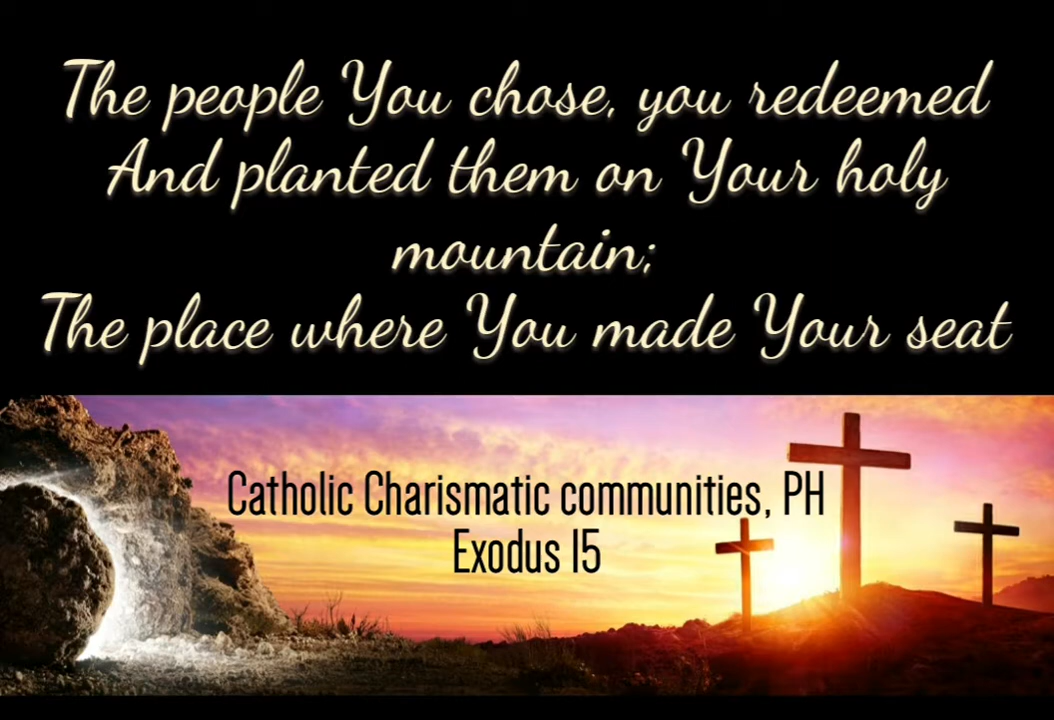 The people You chose, you redeemed
And planted them on Your holy
mountain;
The place where You made Your seat
Catholic Charismatic communities, PH
Exodus 15